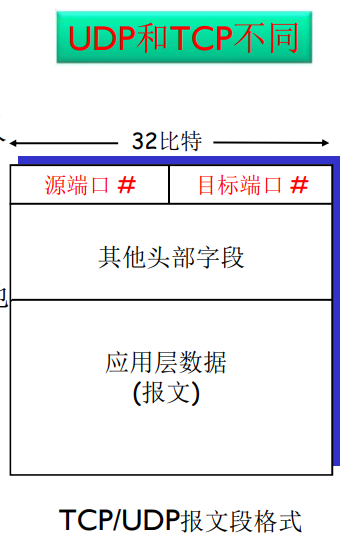 UDP和TCP不同
32比特
源端口 #
目标端口 #
其他头部字段
应用层数据
(报文)
TCP/UDP报文段格式